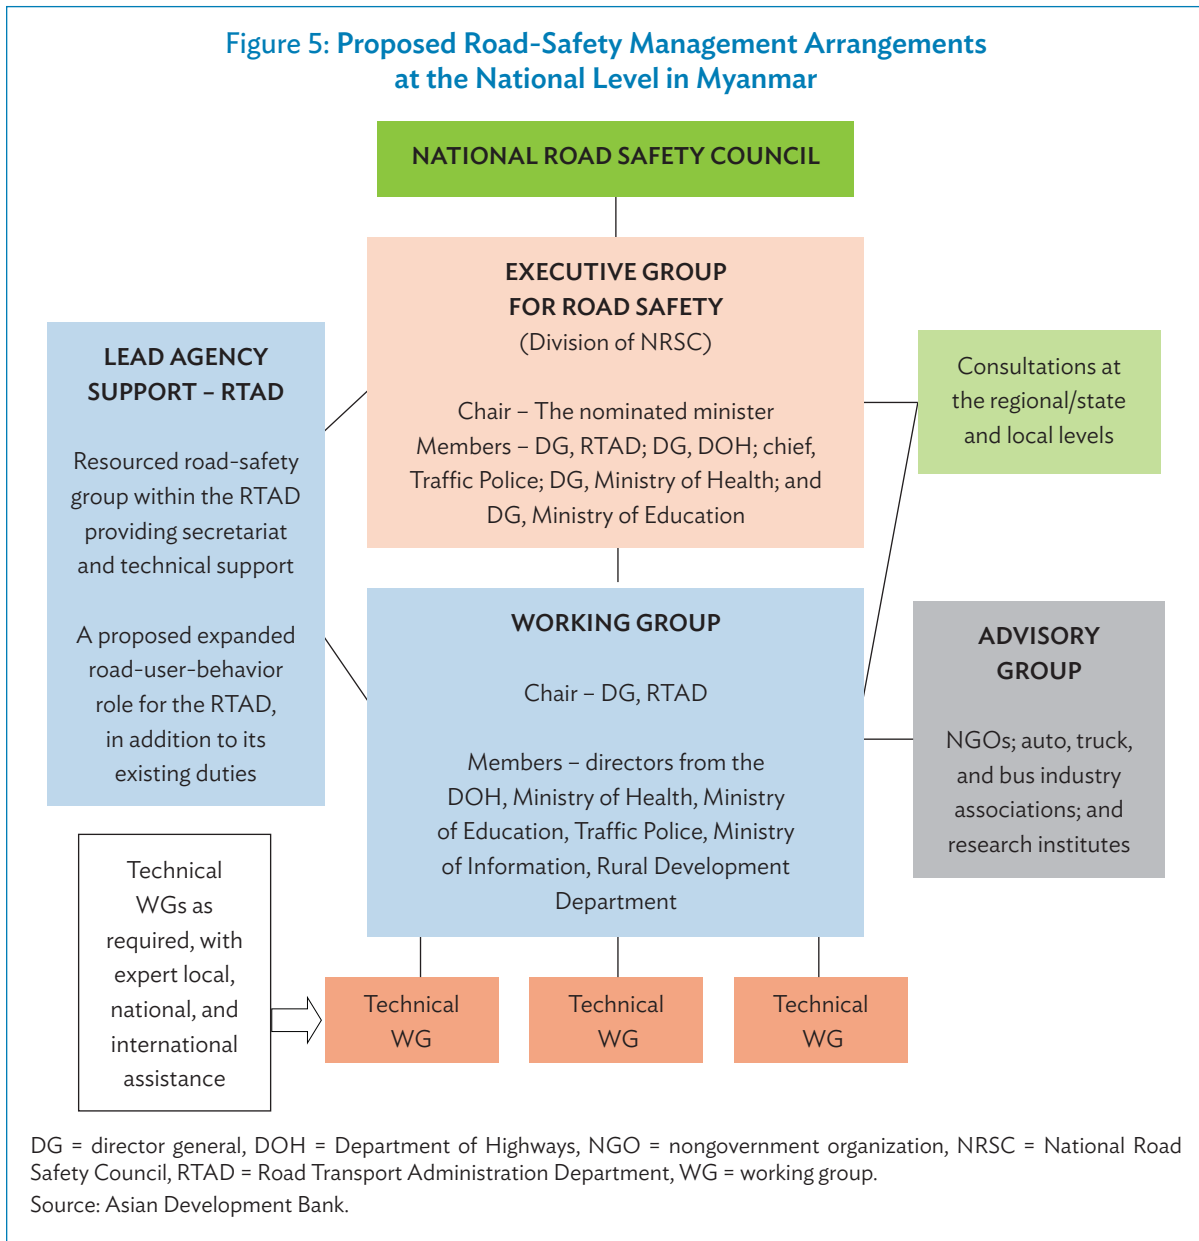 Figure 5: Proposed Road-Safety Management Arrangements
at the National Level in Myanmar
NATIONAL ROAD SAFETY COUNCIL
EXECUTIVE GROUP
FOR ROAD SAFETY
(Division of NRSC)
Chair – The nominated minister
Members – DG, RTAD; DG, DOH; chief,
Traffic Police; DG, Ministry of Health; and
DG, Ministry of Education
LEAD AGENCY
SUPPORT – RTAD
Resourced road-safety
group within the RTAD
providing secretariat
and technical support
A proposed expanded
road-user-behavior
role for the RTAD,
in addition to its
existing duties
Consultations at
the regional/state
and local levels
WORKING GROUP
Chair – DG, RTAD
Members – directors from the
DOH, Ministry of Health, Ministry
of Education, Traffic Police, Ministry
of Information, Rural Development
Department
ADVISORY
GROUP
NGOs; auto, truck,
and bus industry
associations; and
research institutes
Technical
WGs as
required, with
expert local,
national, and
international
assistance
Technical
WG
Technical
WG
Technical
WG
DG = director general, DOH = Department of Highways, NGO = nongovernment organization, NRSC = National Road
Safety Council, RTAD = Road Transport Administration Department, WG = working group.
Source: Asian Development Bank.